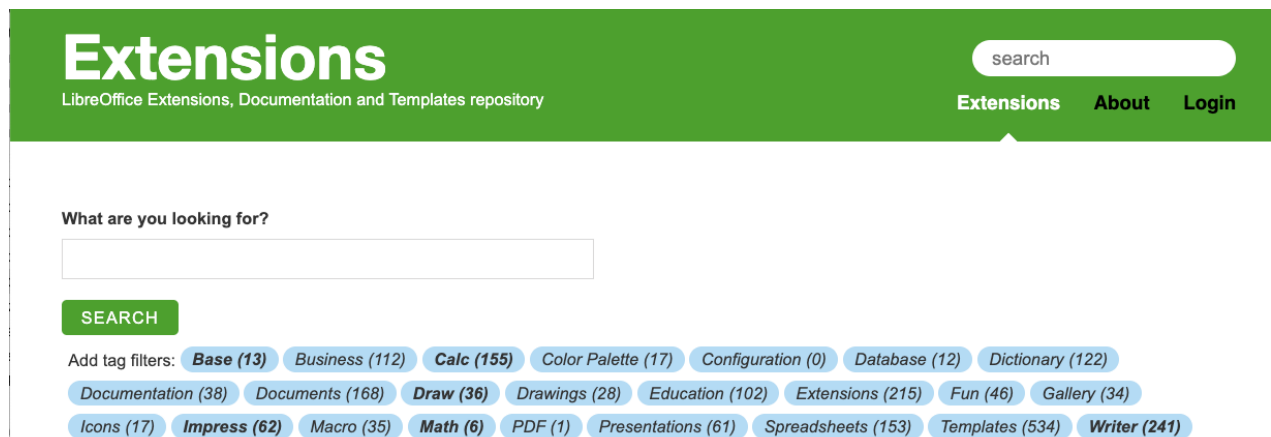 Extensions
LibreOffice Extensions, Documentation and Templates repository
search
Extensions About Login
What are you looking for?
SEARCH
Add tag filters: Base (13) Business (112) Calc (155) Color Palette (17) Configuration (0) Database (12) Dictionary (122)
Documentation (38) Documents (168) Draw (36) Drawings (28) Education (102) Extensions (215) Fun (46) Gallery (34)
Icons (17) Impress (62) Macro (35) Math (6) PDF (1) Presentations (61) Spreadsheets (153) Templates (534) Writer (241)